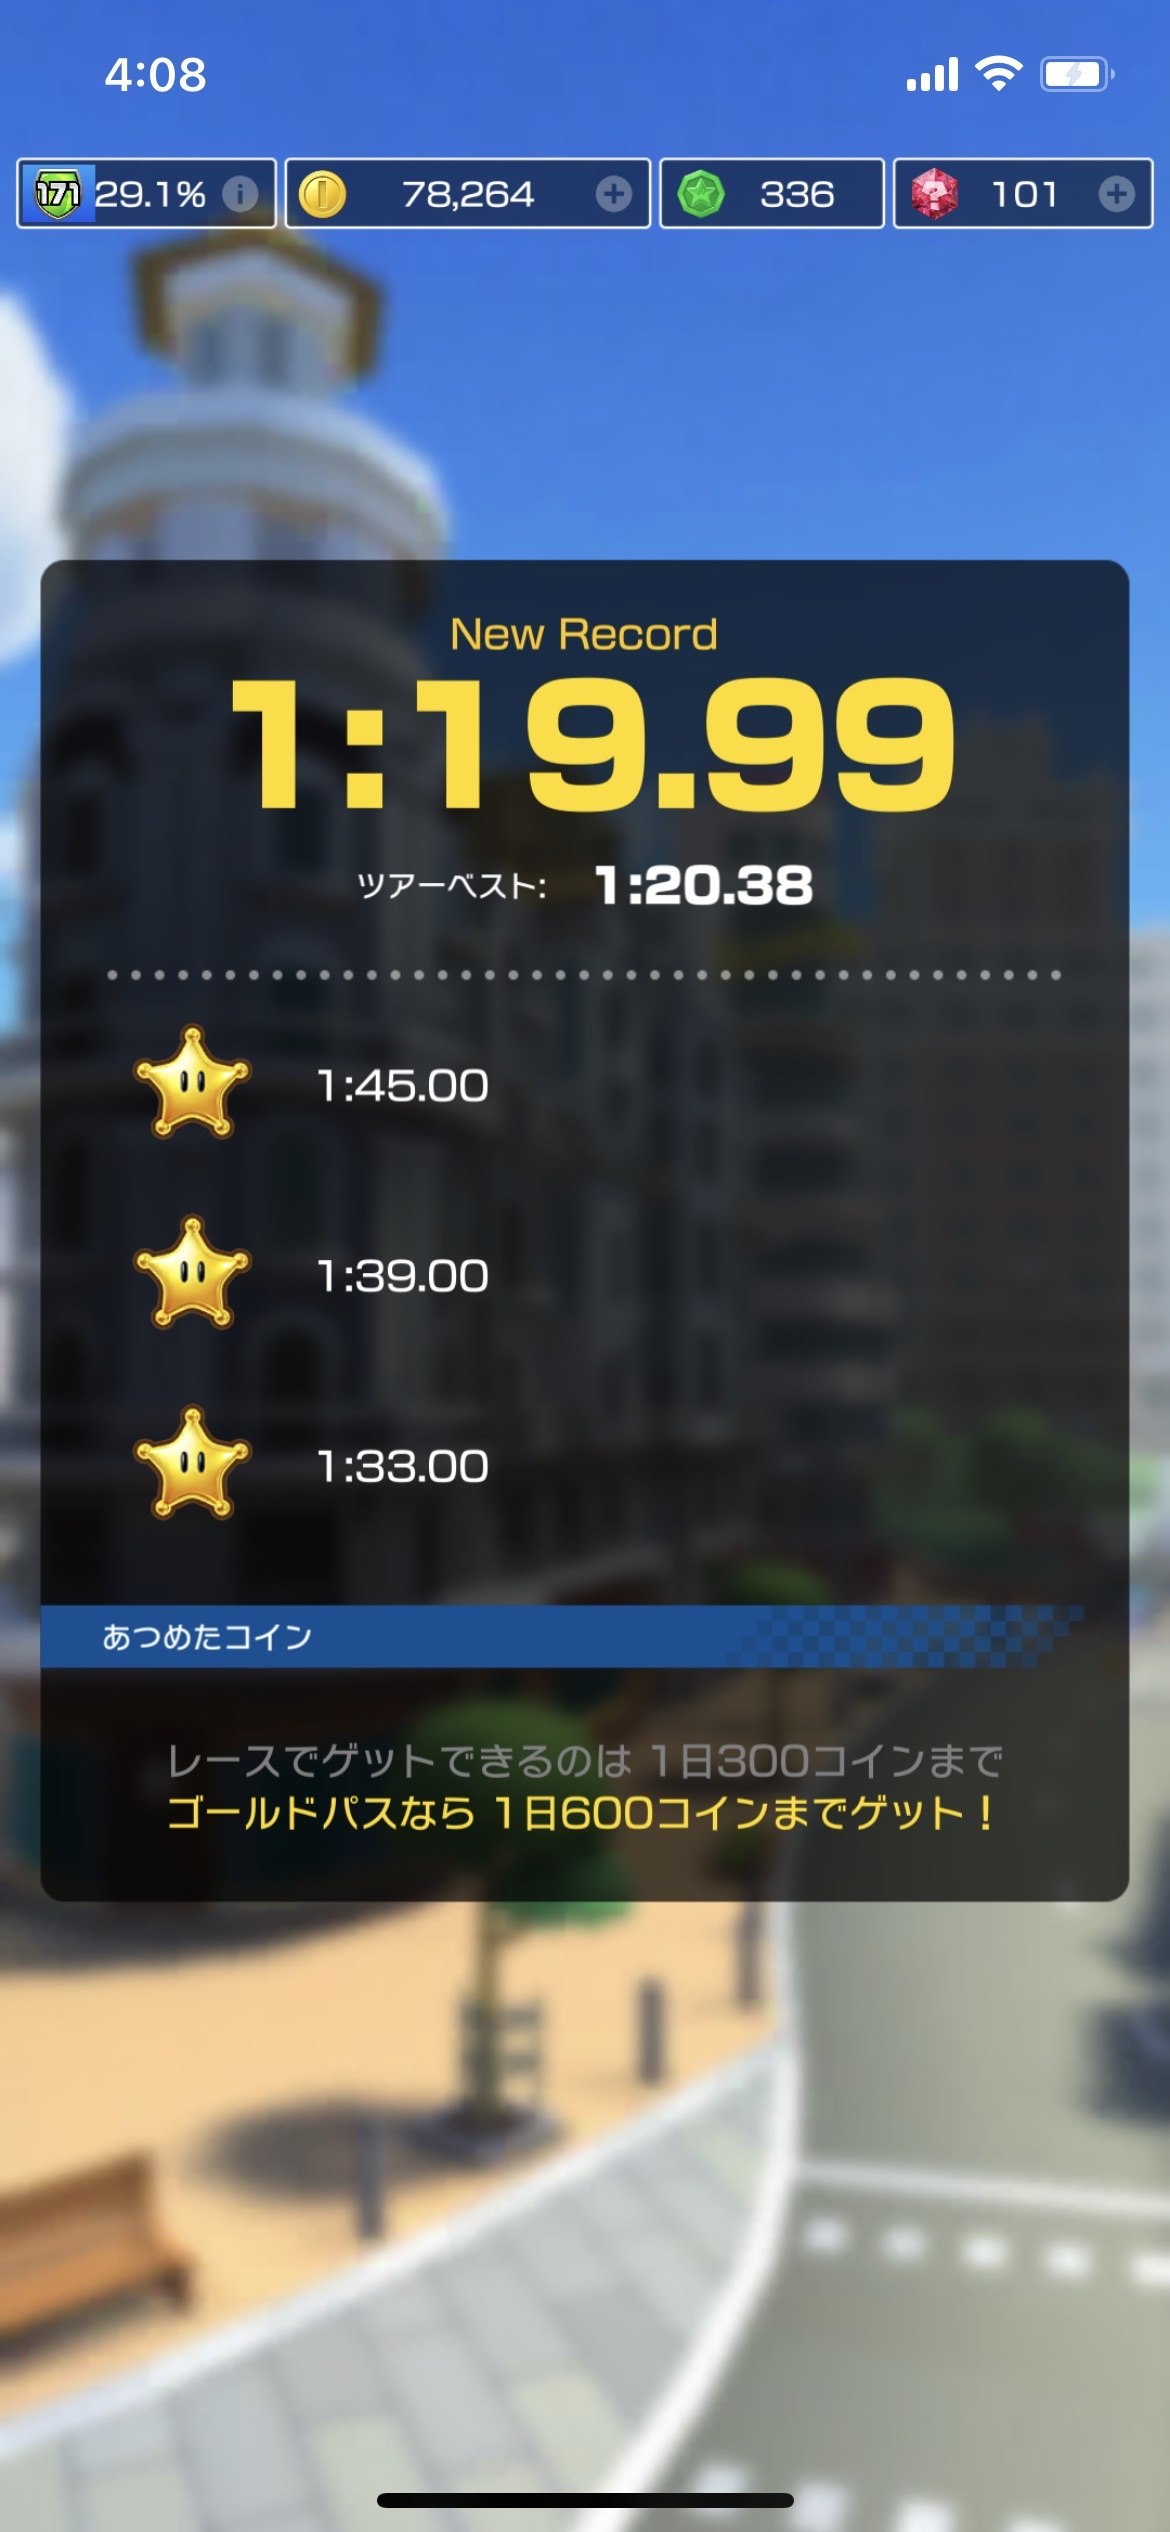 4:08
171 29.1% i 78,264 + 336 ? 101 +
New Record
1:19.99
ツアーベスト: 1:20.38
1:45.00
1:39.00
1:33.00
あつめたコイン
レースでゲットできるのは 1日300コインまで
ゴールドパスなら 1日600コインまでゲット！